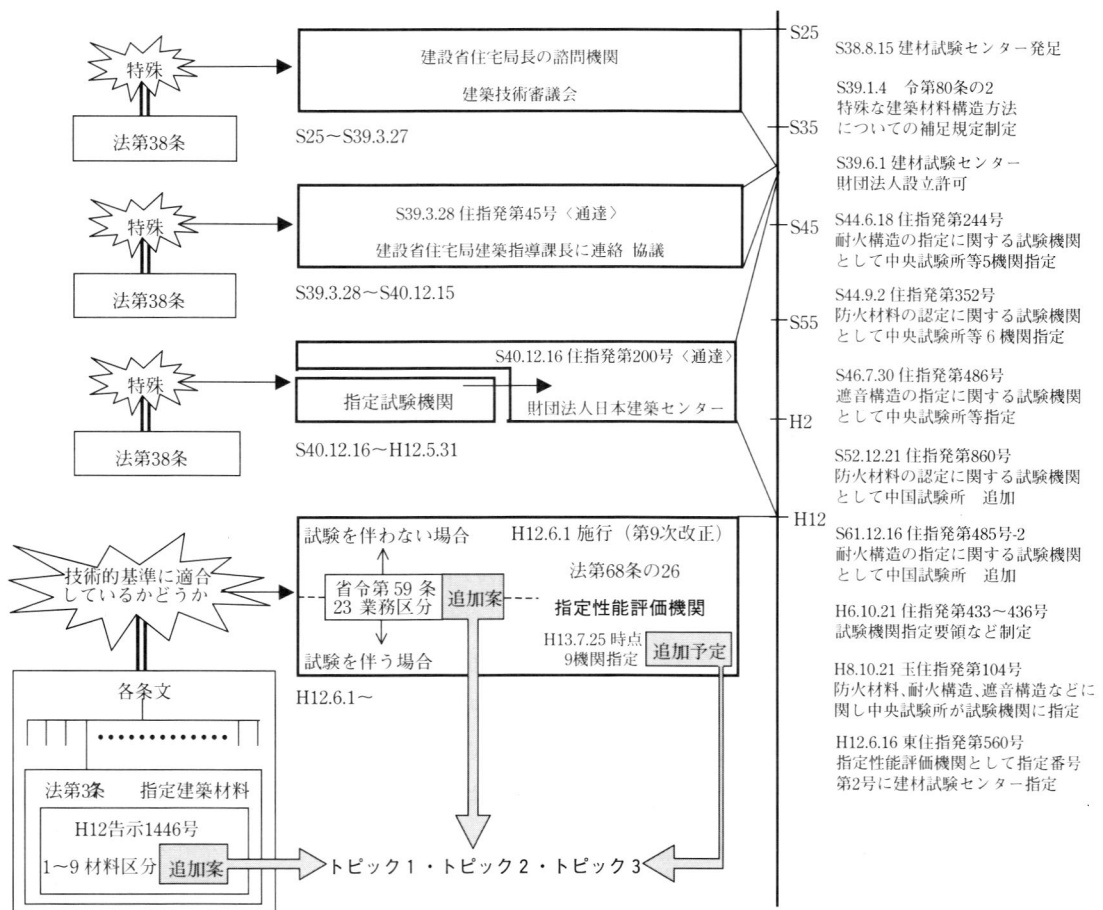 特殊
法第38条
建設省住宅局長の諮問機関
建築技術審議会
S25～S39.3.27
特殊
法第38条
S39.3.28 住指発第45号〈通達〉
建設省住宅局建築指導課長に連絡 協議
S39.3.28～S40.12.15
特殊
法第38条
S40.12.16 住指発第200号〈通達〉
指定試験機関
財団法人日本建築センター
S40.12.16～H12.5.31
技術的基準に適合
しているかどうか
試験を伴わない場合
H12.6.1 施行（第9次改正）
法第68条の26
省令第59条
23 業務区分
追加案
指定性能評価機関
H13.7.25 時点
9機関指定
追加予定
試験を伴う場合
H12.6.1～
各条文
法第3条 指定建築材料
H12告示1446号
1～9 材料区分
追加案
トピック1・トピック2・トピック3
S25
S35
S45
S55
H2
H12
S38.8.15 建材試験センター発足
S39.1.4 令第80条の2
特殊な建築材料構造方法
についての補足規定制定
S39.6.1 建材試験センター
財団法人設立許可
S44.6.18 住指発第244号
耐火構造の指定に関する試験機関
として中央試験所等5機関指定
S44.9.2 住指発第352号
防火材料の認定に関する試験機関
として中央試験所等6機関指定
S46.7.30 住指発第486号
遮音構造の指定に関する試験機関
として中央試験所等指定
S52.12.21 住指発第860号
防火材料の認定に関する試験機関
として中国試験所 追加
S61.12.16 住指発第485号-2
耐火構造の指定に関する試験機関
として中国試験所 追加
H6.10.21 住指発第433～436号
試験機関指定要領など制定
H8.10.21 玉住指発第104号
防火材料、耐火構造、遮音構造などに
関し中央試験所が試験機関に指定
H12.6.16 東住指発第560号
指定性能評価機関として指定番号
第2号に建材試験センター指定